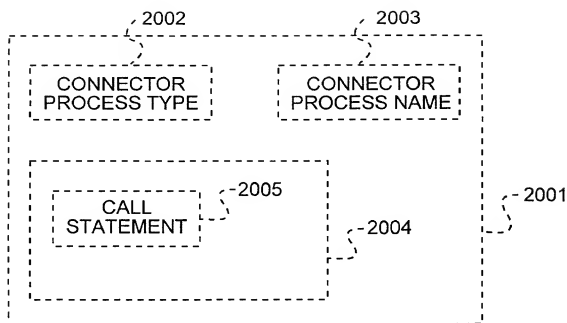 2002
2003
CONNECTOR
PROCESS TYPE
CONNECTOR
PROCESS NAME
CALL
STATEMENT
2005
2004
2001